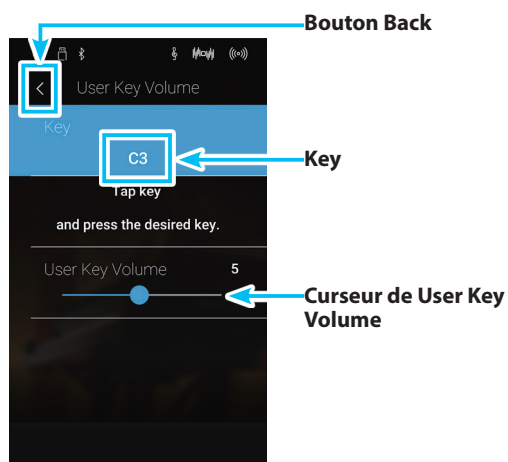 Bouton Back
User Key Volume
Key
C3
Key
Tap key
and press the desired key.
User Key Volume 5
Curseur de User Key
Volume